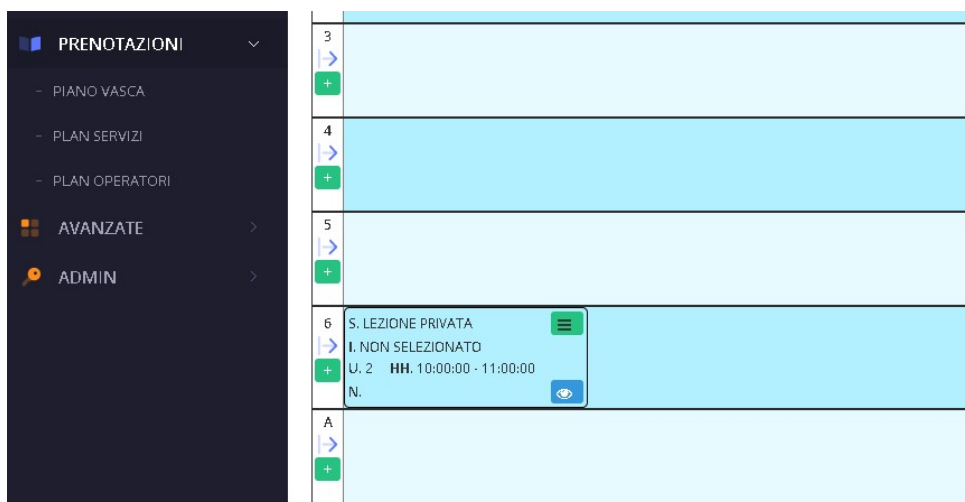 PRENOTAZIONI
- PIANO VASCA
- PLAN SERVIZI
- PLAN OPERATORI
AVANZATE
ADMIN
3
+
4
+
5
+
6
+
S. LEZIONE PRIVATA
I. NON SELEZIONATO
U. 2 HH. 10:00:00 - 11:00:00
N.
A
+